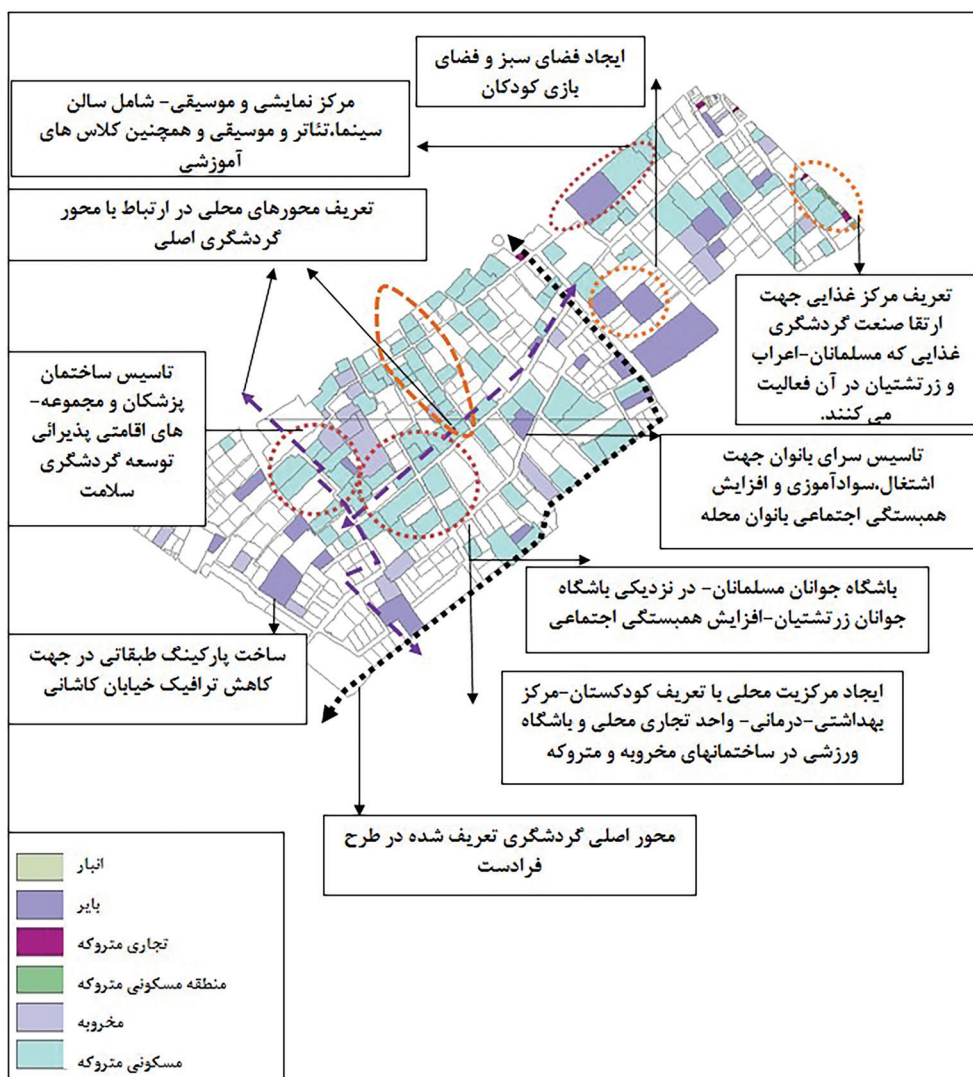 ایجاد فضای سبز و فضای
بازی کودکان
مرکز نمایشی و موسیقی- شامل سالن
سینما،تئاتر و موسیقی و همچنین کلاس های
آموزشی
تعریف محورهای محلی در ارتباط با محور
گردشگری اصلی
تعریف مرکز غذایی جهت
ارتقا صنعت گردشگری
غذایی که مسلمانان-اعراب
و زرتشتیان در آن فعالیت
می کنند.
تاسیس ساختمان
پزشکان و مجموعه-
های اقامتی پذیرائی
توسعه گردشگری
سلامت
تاسیس سرای بانوان جهت
اشتغال،سوادآموزی و افزایش
همبستگی اجتماعی بانوان محله
باشگاه جوانان مسلمانان- در نزدیکی باشگاه
جوانان زرتشتیان-افزایش همبستگی اجتماعی
ساخت پارکینگ طبقاتی در جهت
کاهش ترافیک خیابان کاشانی
ایجاد مرکزیت محلی با تعریف کودکستان-مرکز
بهداشتی-درمانی- واحد تجاری محلی و باشگاه
ورزشی در ساختمانهای مخروبه و متروکه
محور اصلی گردشگری تعریف شده در طرح
فرادست
انبار
بایر
تجاری متروکه
منطقه مسکونی متروکه
مخروبه
مسکونی متروکه